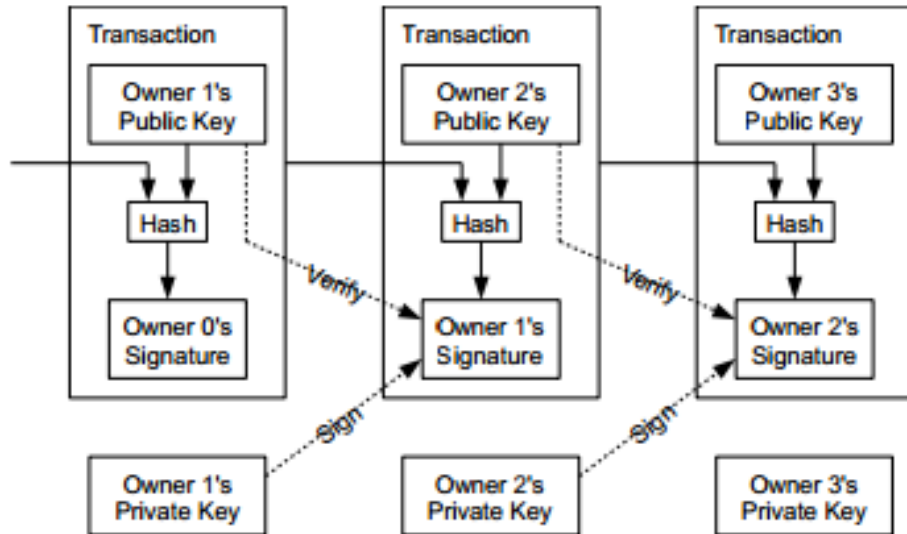 Transaction
Transaction
Transaction
Owner 1's
Public Key
Owner 2's
Public Key
Owner 3's
Public Key
Hash
Hash
Hash
Verify
Verify
Owner 0's
Signature
Owner 1's
Signature
Owner 2's
Signature
Sign
Sign
Owner 1's
Private Key
Owner 2's
Private Key
Owner 3's
Private Key